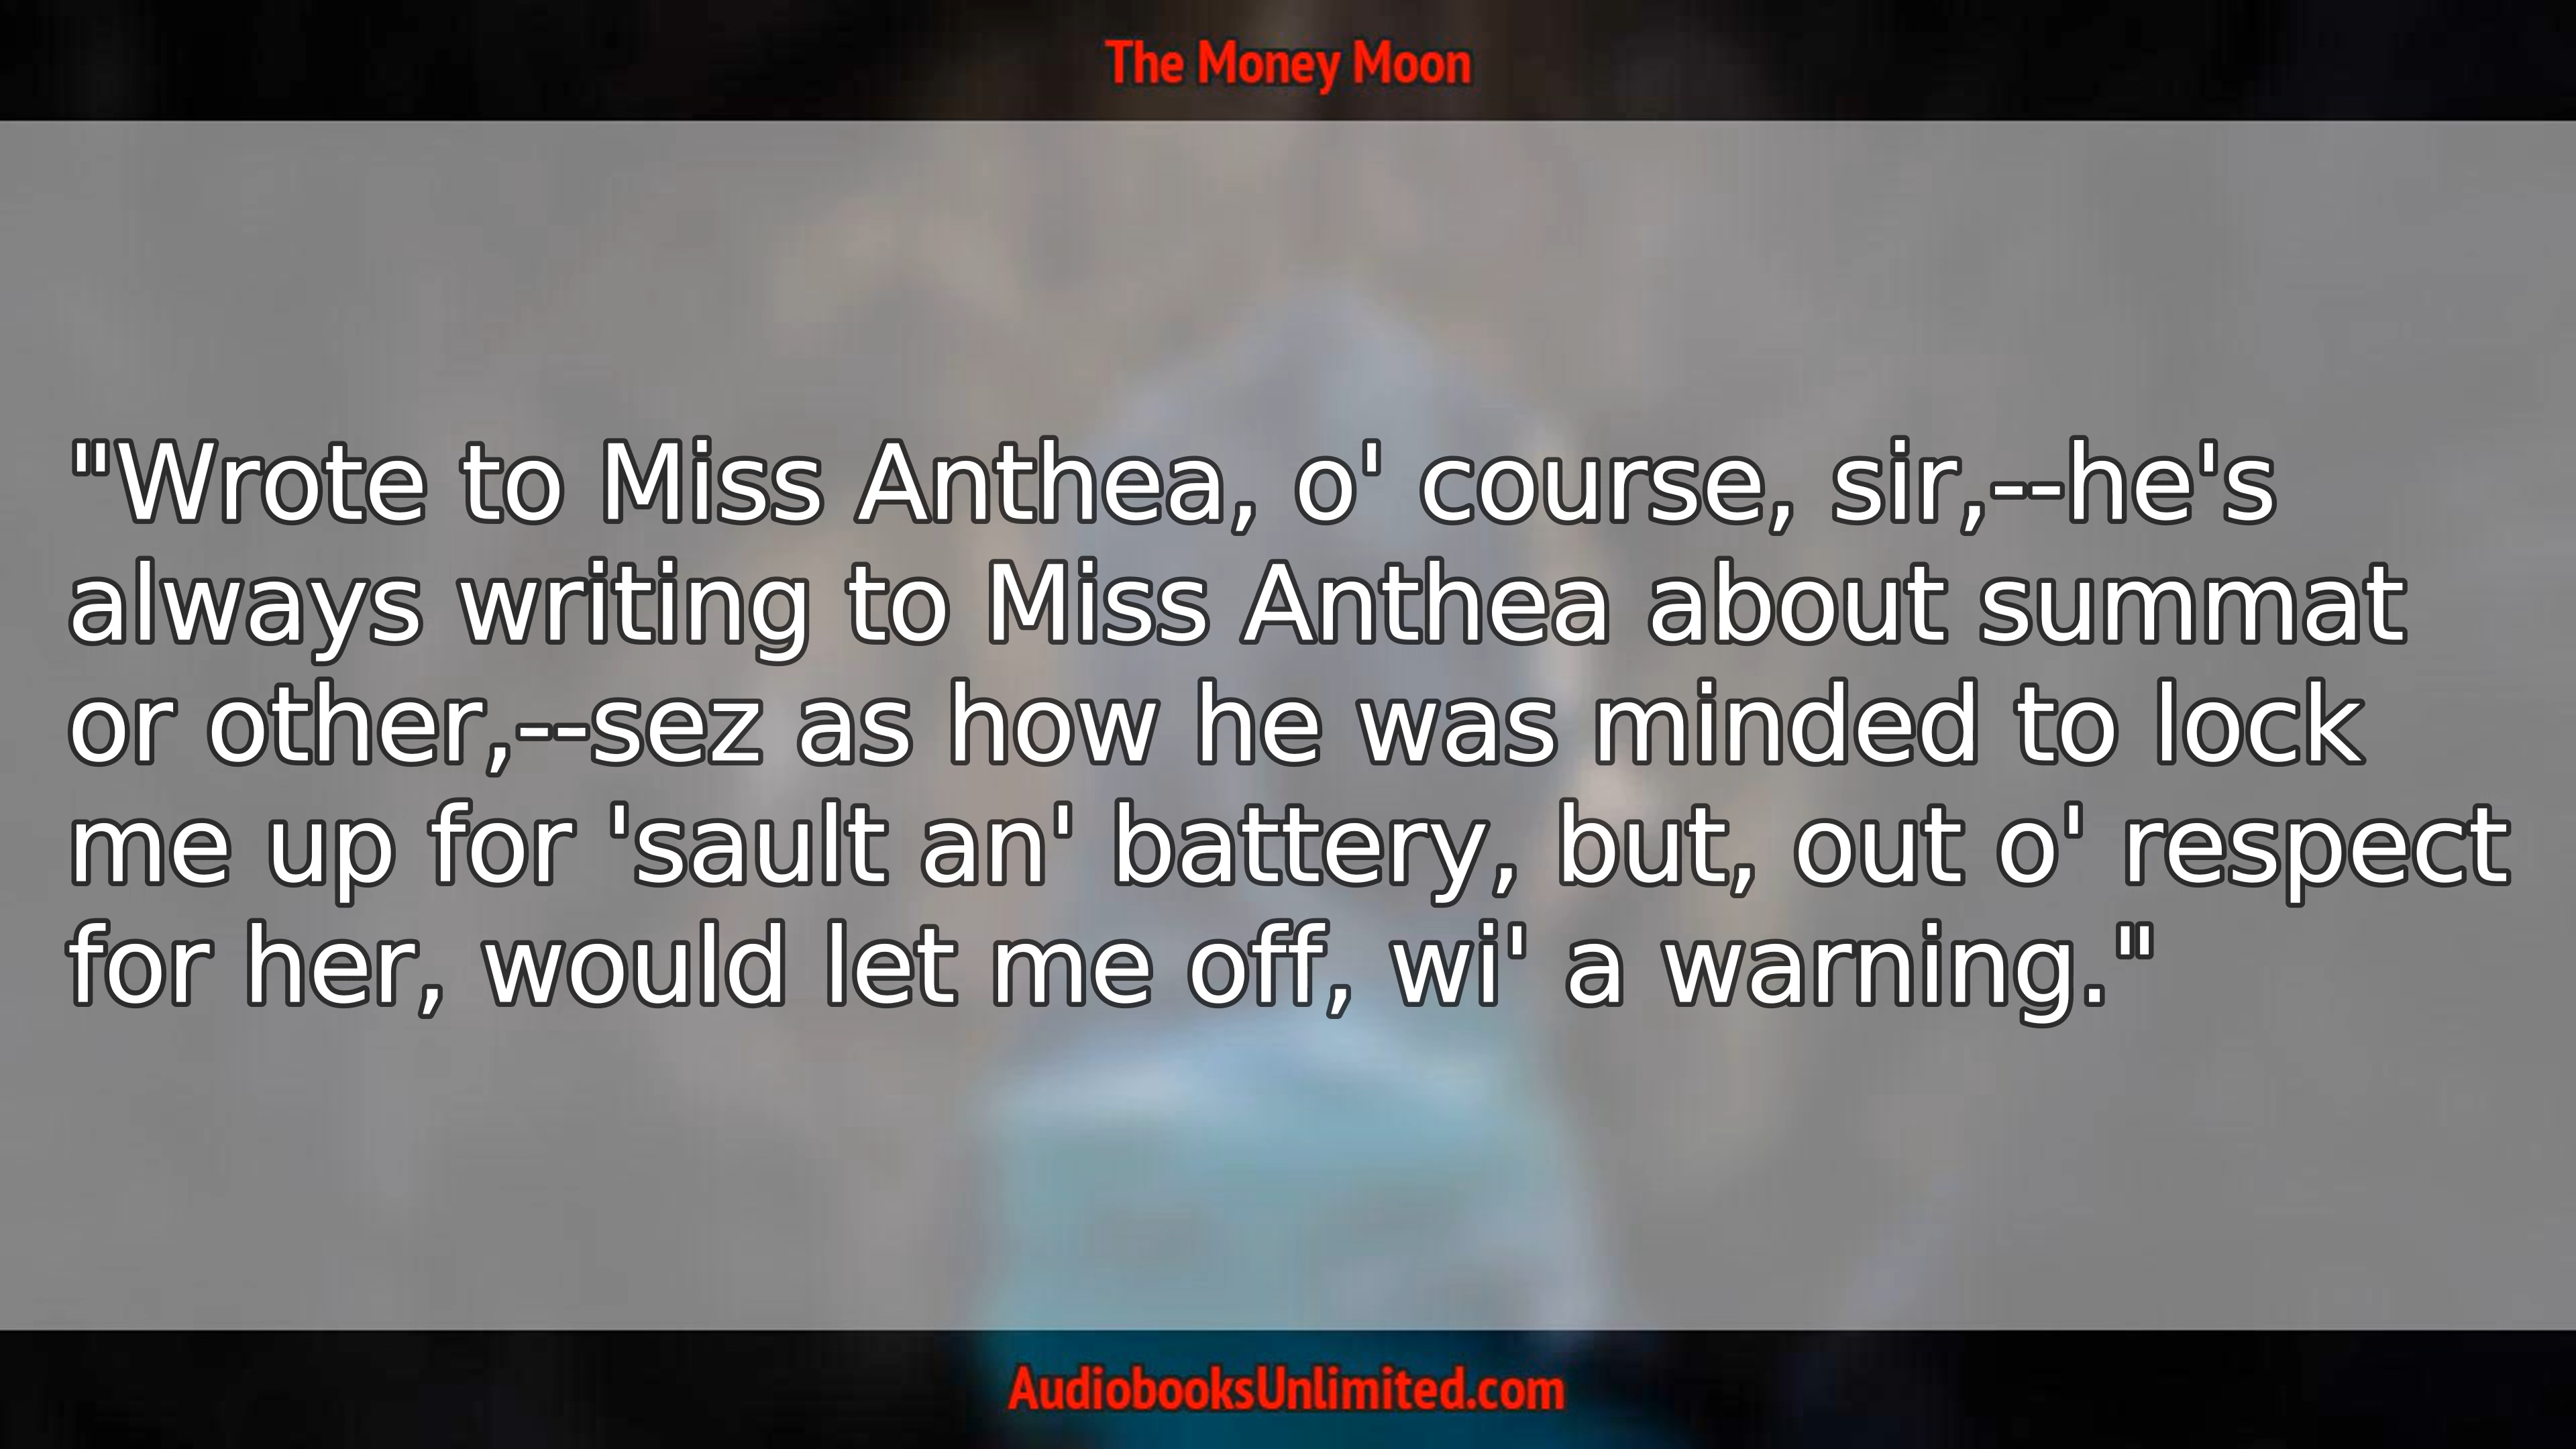 The Money Moon
"Wrote to Miss Anthea, o' course, sir,--he's
always writing to Miss Anthea about summat
or other,--sez as how he was minded to lock
me up for 'sault an' battery, but, out o' respect
for her, would let me off, wi' a warning."
AudiobooksUnlimited.com